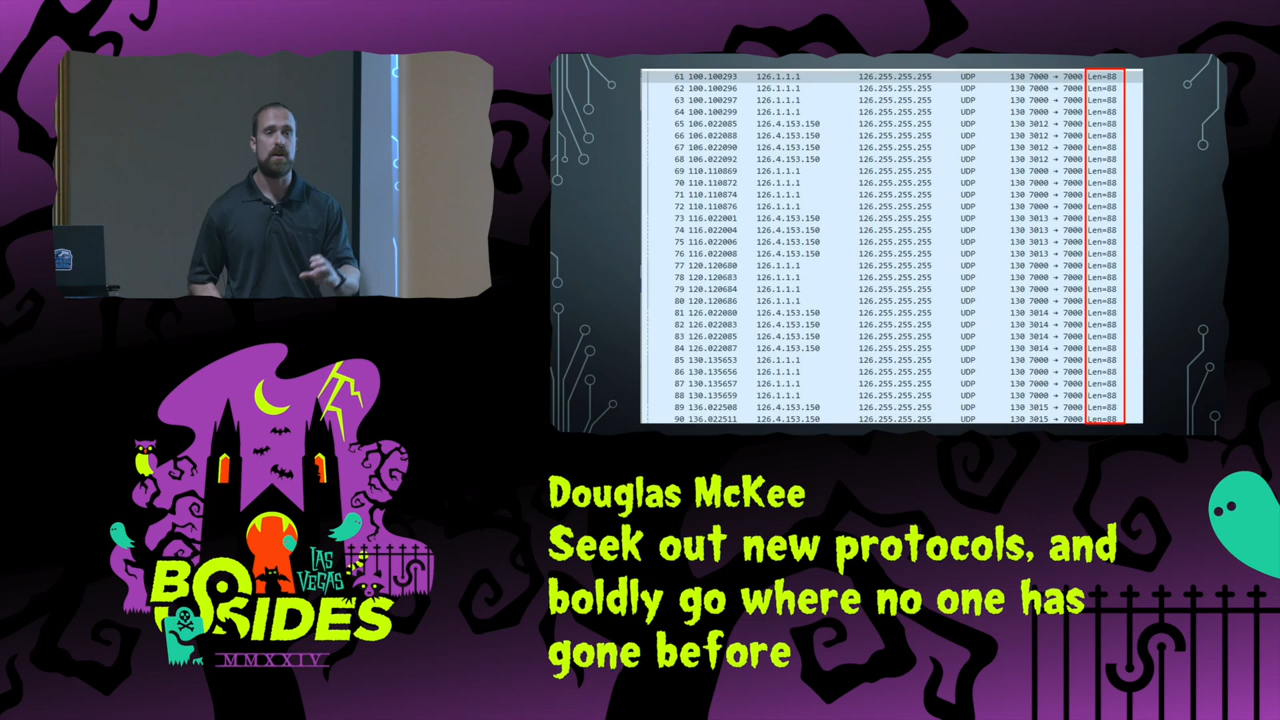 61 100.100293 126.1.1.1 126.255.255.255 UDP 130 7000 → 7000 Len=88
62 100.100296 126.1.1.1 126.255.255.255 UDP 130 7000 → 7000 Len=88
63 100.100297 126.1.1.1 126.255.255.255 UDP 130 7000 → 7000 Len=88
64 100.100299 126.1.1.1 126.255.255.255 UDP 130 7000 → 7000 Len=88
65 106.022085 126.4.153.150 126.255.255.255 UDP 130 3012 → 7000 Len=88
66 106.022088 126.4.153.150 126.255.255.255 UDP 130 3012 → 7000 Len=88
67 106.022090 126.4.153.150 126.255.255.255 UDP 130 3012 → 7000 Len=88
68 106.022092 126.4.153.150 126.255.255.255 UDP 130 3012 → 7000 Len=88
69 110.110869 126.1.1.1 126.255.255.255 UDP 130 7000 → 7000 Len=88
70 110.110872 126.1.1.1 126.255.255.255 UDP 130 7000 → 7000 Len=88
71 110.110874 126.1.1.1 126.255.255.255 UDP 130 7000 → 7000 Len=88
72 110.110876 126.1.1.1 126.255.255.255 UDP 130 7000 → 7000 Len=88
73 116.022001 126.4.153.150 126.255.255.255 UDP 130 3013 → 7000 Len=88
74 116.022004 126.4.153.150 126.255.255.255 UDP 130 3013 → 7000 Len=88
75 116.022006 126.4.153.150 126.255.255.255 UDP 130 3013 → 7000 Len=88
76 116.022008 126.4.153.150 126.255.255.255 UDP 130 3013 → 7000 Len=88
77 120.120680 126.1.1.1 126.255.255.255 UDP 130 7000 → 7000 Len=88
78 120.120683 126.1.1.1 126.255.255.255 UDP 130 7000 → 7000 Len=88
79 120.120684 126.1.1.1 126.255.255.255 UDP 130 7000 → 7000 Len=88
80 120.120686 126.1.1.1 126.255.255.255 UDP 130 7000 → 7000 Len=88
81 126.022080 126.4.153.150 126.255.255.255 UDP 130 3014 → 7000 Len=88
82 126.022083 126.4.153.150 126.255.255.255 UDP 130 3014 → 7000 Len=88
83 126.022085 126.4.153.150 126.255.255.255 UDP 130 3014 → 7000 Len=88
84 126.022087 126.4.153.150 126.255.255.255 UDP 130 3014 → 7000 Len=88
85 130.135653 126.1.1.1 126.255.255.255 UDP 130 7000 → 7000 Len=88
86 130.135656 126.1.1.1 126.255.255.255 UDP 130 7000 → 7000 Len=88
87 130.135657 126.1.1.1 126.255.255.255 UDP 130 7000 → 7000 Len=88
88 130.135659 126.1.1.1 126.255.255.255 UDP 130 7000 → 7000 Len=88
89 136.022508 126.4.153.150 126.255.255.255 UDP 130 3015 → 7000 Len=88
90 136.022511 126.4.153.150 126.255.255.255 UDP 130 3015 → 7000 Len=88
LAS
VEGAS
BSIDES
MMXXIV
Douglas McKee
Seek out new protocols, and
boldly go where no one has
gone before